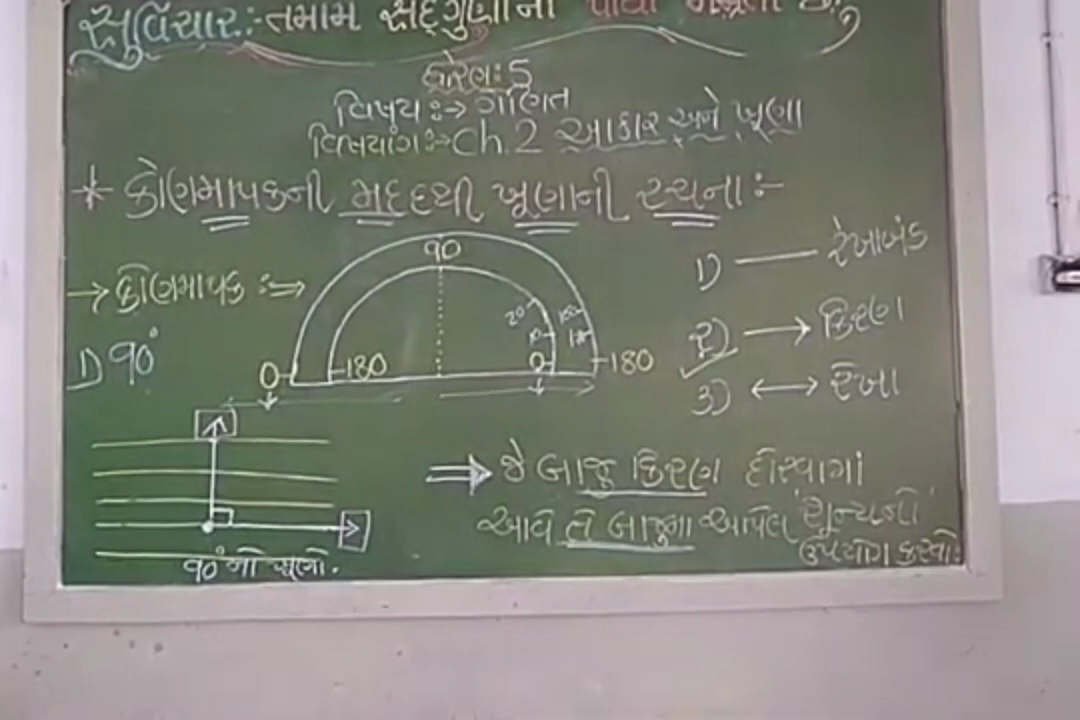 સુવિચાર:- તમામ સદ્ગુણોનો પાયો
ધોરણ: 5
વિષય :→ ગણિત
વિષયાંગ :→ Ch. 2 આકાર અને ખૂણા
* કોણમાપકની મદદથી ખૂણાની રચના :-
→ કોણમાપક :⇒
90
20
0
180
0
180
1) 90°
1) રેખાખંડ
2) કિરણ
3) રેખા
90° નો ખૂણો.
⇒ જે બાજુ કિરણ દોરવામાં
આવે તે બાજુના આપેલ 'શૂન્યનો'
ઉપયોગ કરવો.